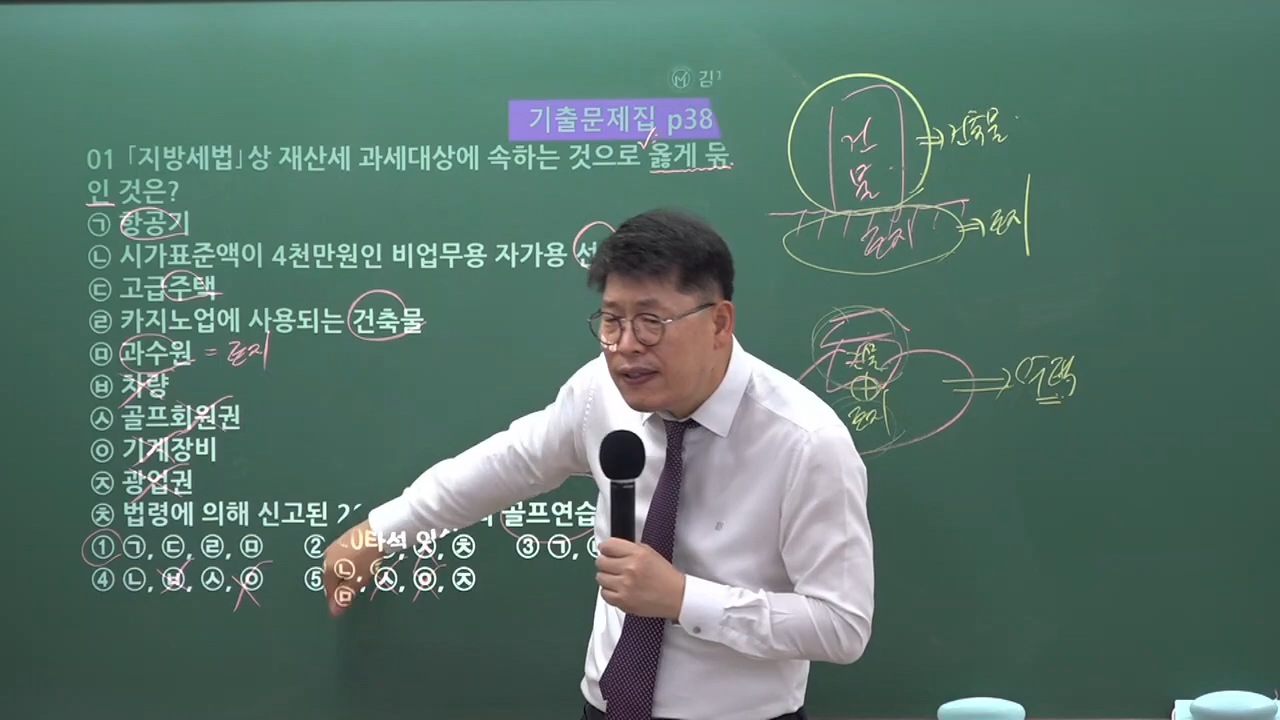 김
기출문제집 p38
01 「지방세법」상 재산세 과세대상에 속하는 것으로 옳게 묶
인 것은?
㉠ 항공기
㉡ 시가표준액이 4천만원인 비업무용 자가용 선
㉢ 고급주택
㉣ 카지노업에 사용되는 건축물
㉤ 과수원 = 토지
㉥ 차량
㉦ 골프회원권
㉧ 기계장비
㉨ 광업권
㉩ 법령에 의해 신고된 20 골프연습
타석
① ㉠, ㉢, ㉣, ㉤ ② ㉩ ③ ㉠,
④ ㉡, ㉥, ㉦, ㉧ ⑤ ㉡, ㉤ ㉦, ㉧, ㉨
건물
⇒ 건축물
토지
⇒ 토지
건물
+
토지
⇒ 주택